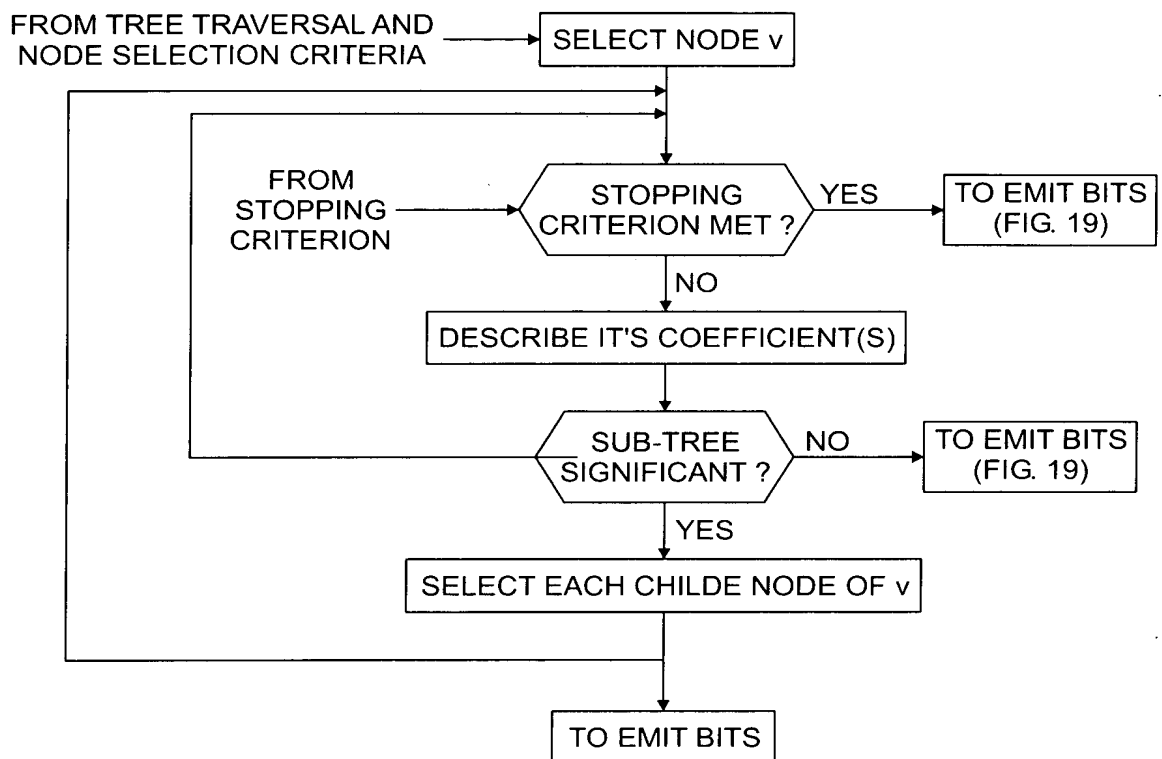 FROM TREE TRAVERSAL AND
NODE SELECTION CRITERIA
SELECT NODE v
FROM
STOPPING
CRITERION
STOPPING
CRITERION MET ?
YES
TO EMIT BITS
(FIG. 19)
NO
DESCRIBE IT'S COEFFICIENT(S)
SUB-TREE
SIGNIFICANT ?
NO
TO EMIT BITS
(FIG. 19)
YES
SELECT EACH CHILDE NODE OF v
TO EMIT BITS